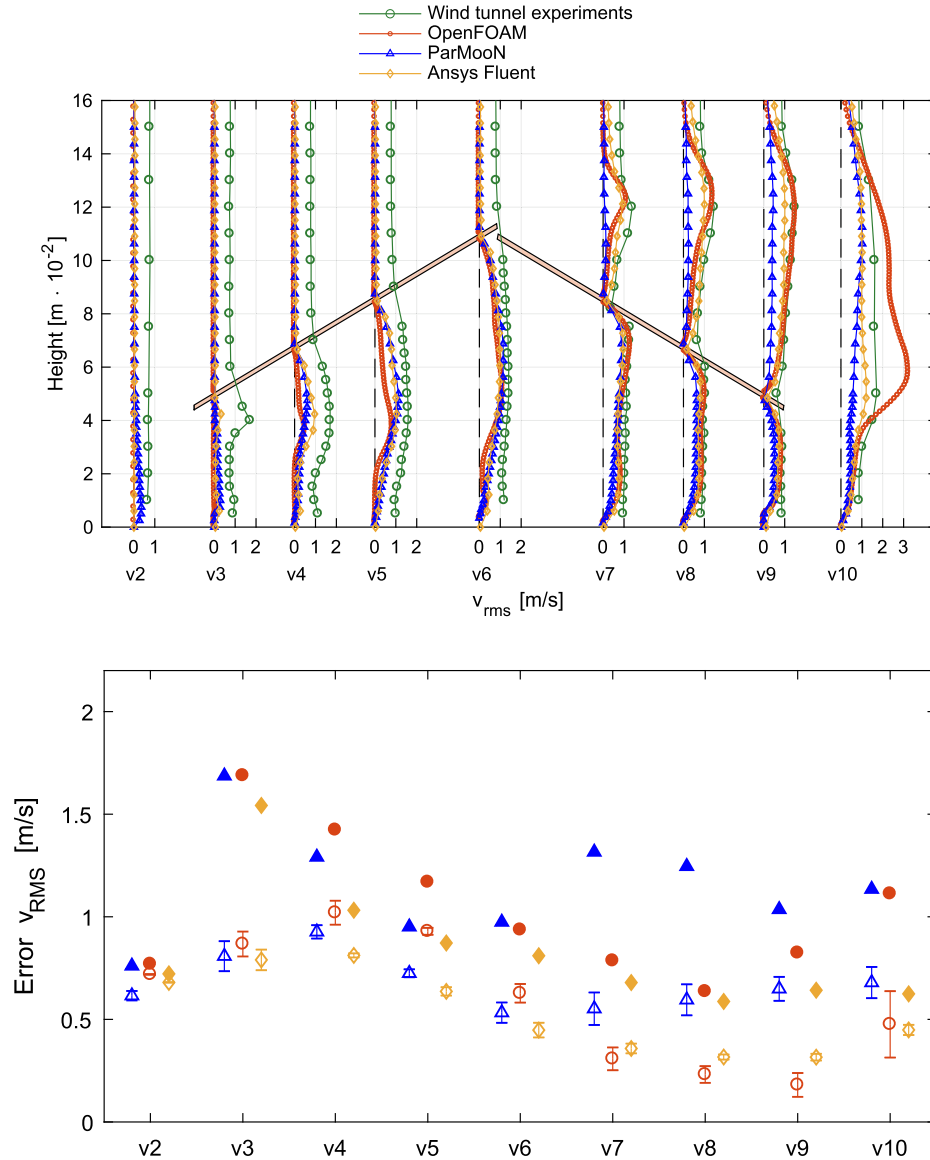 Wind tunnel experiments
OpenFOAM
ParMooN
Ansys Fluent
16
14
12
10
8
6
4
2
0
Height [m · 10⁻²]
0 1 0 1 2 0 1 2 0 1 2 0 1 2 0 1 0 1 0 1 0 1 2 3
v2 v3 v4 v5 v6 v7 v8 v9 v10
v_rms [m/s]
2
1.5
1
0.5
0
Error v_RMS [m/s]
v2 v3 v4 v5 v6 v7 v8 v9 v10